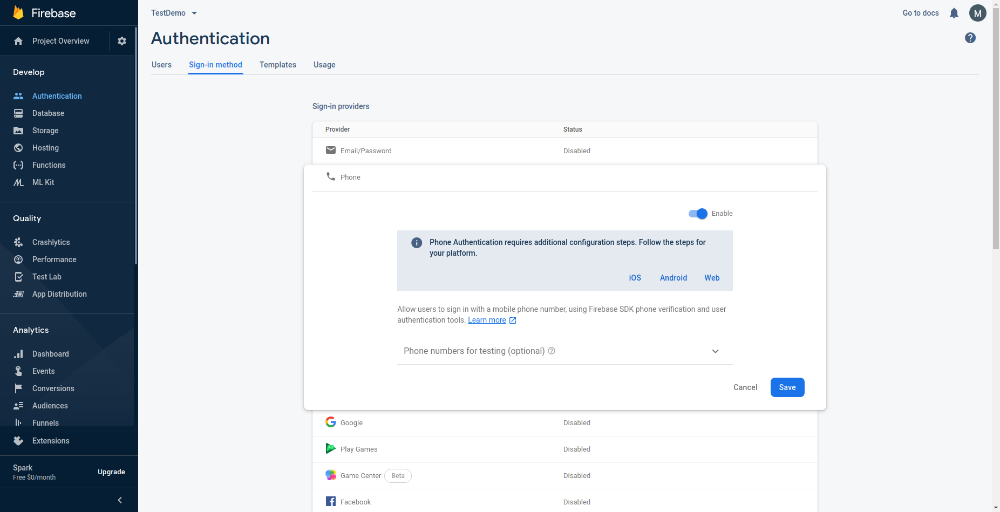 Firebase
TestDemo
Go to docs
M
Project Overview
Authentication
?
Users
Sign-in method
Templates
Usage
Develop
Authentication
Database
Storage
Hosting
Functions
ML Kit
Quality
Crashlytics
Performance
Test Lab
App Distribution
Analytics
Dashboard
Events
Conversions
Audiences
Funnels
Extensions
Spark
Free $0/month
Upgrade
Sign-in providers
Provider
Status
Email/Password
Disabled
Phone
Enable
Phone Authentication requires additional configuration steps. Follow the steps for
your platform.
iOS
Android
Web
Allow users to sign in with a mobile phone number, using Firebase SDK phone verification and user
authentication tools. Learn more
Phone numbers for testing (optional)
Cancel
Save
Google
Disabled
Play Games
Disabled
Game Center
Beta
Disabled
Facebook
Disabled